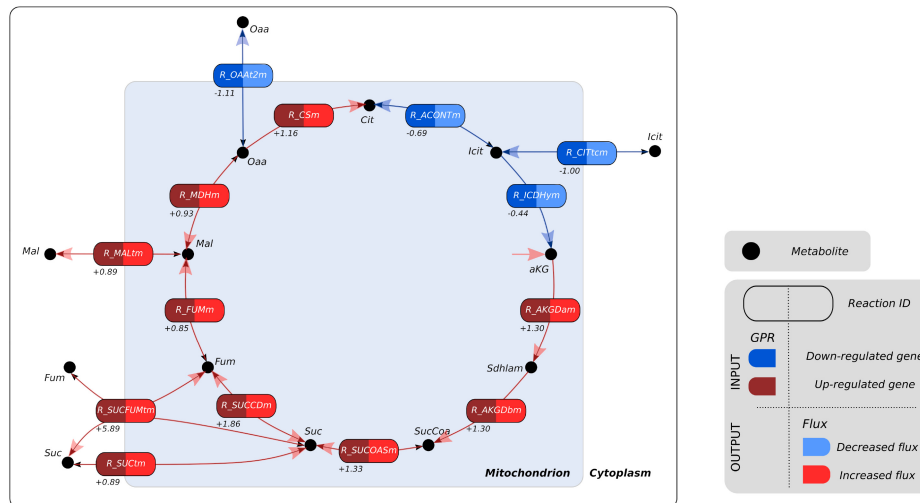 Oaa
R_OAAt2m
-1.11
R_CSm
+1.16
Cit
R_ACONTm
-0.69
Icit
R_CITtcm
-1.00
Icit
Oaa
R_MDHm
+0.93
R_ICDHym
-0.44
Mal
R_MALtm
+0.89
Mal
aKG
R_FUMm
+0.85
R_AKGDam
+1.30
Fum
Fum
Sdhlam
R_SUCFUMtm
+5.89
R_SUCCDm
+1.86
R_AKGDbm
+1.30
Suc
SucCoa
Suc
R_SUCtm
+0.89
R_SUCOASm
+1.33
Mitochondrion
Cytoplasm
Metabolite
Reaction ID
INPUT
GPR
Down-regulated gene
Up-regulated gene
OUTPUT
Flux
Decreased flux
Increased flux